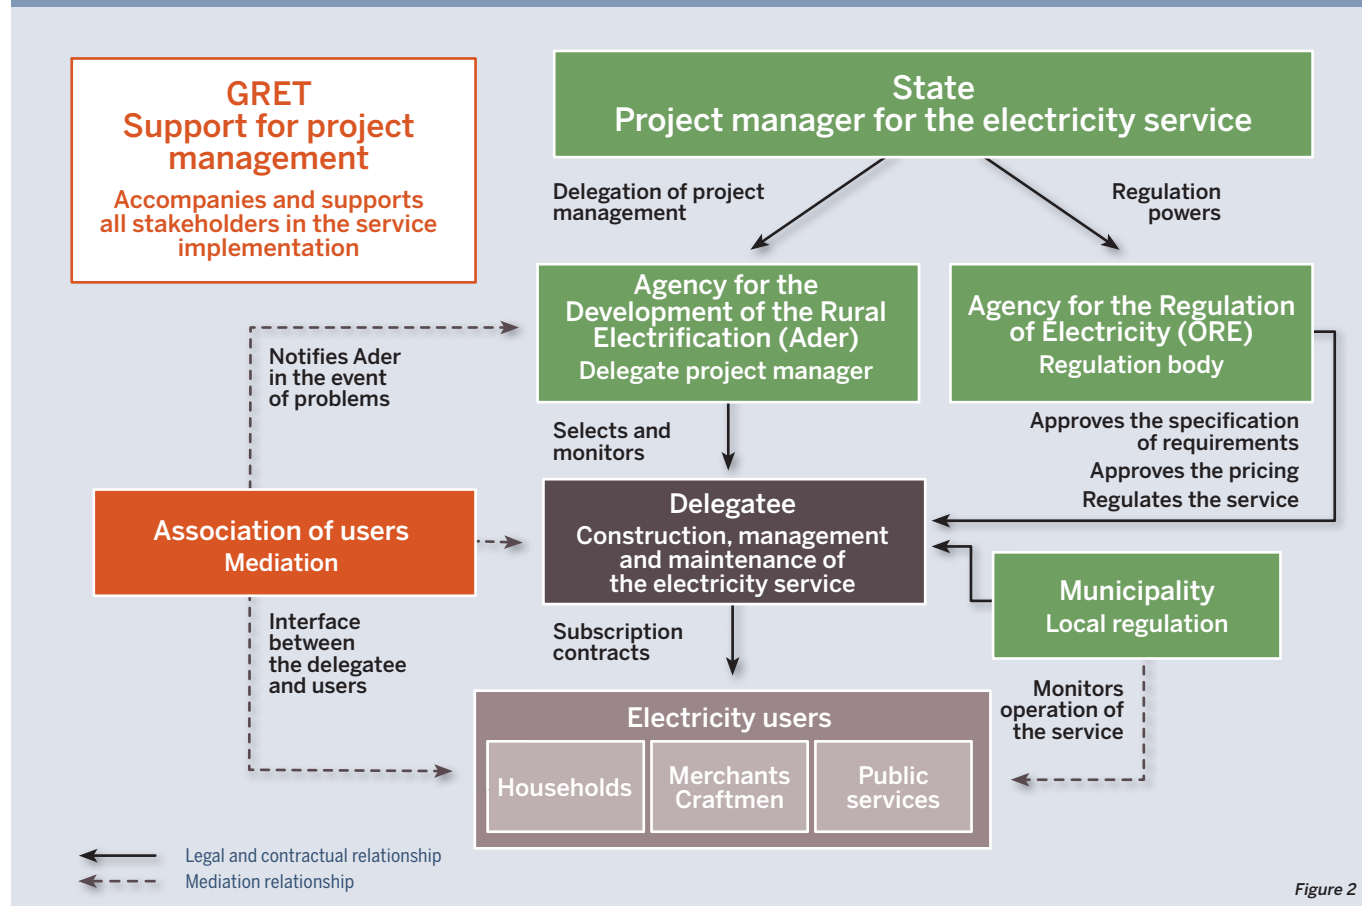 GRET
Support for project
management
Accompanies and supports
all stakeholders in the service
implementation
State
Project manager for the electricity service
Delegation of project
management
Regulation
powers
Agency for the
Development of the Rural
Electrification (Ader)
Delegate project manager
Agency for the Regulation
of Electricity (ORE)
Regulation body
Notifies Ader
in the event
of problems
Selects and
monitors
Approves the specification
of requirements
Approves the pricing
Regulates the service
Association of users
Mediation
Delegatee
Construction, management
and maintenance of
the electricity service
Municipality
Local regulation
Interface
between
the delegatee
and users
Subscription
contracts
Monitors
operation of
the service
Electricity users
Households
Merchants
Craftmen
Public
services
Legal and contractual relationship
Mediation relationship
Figure 2